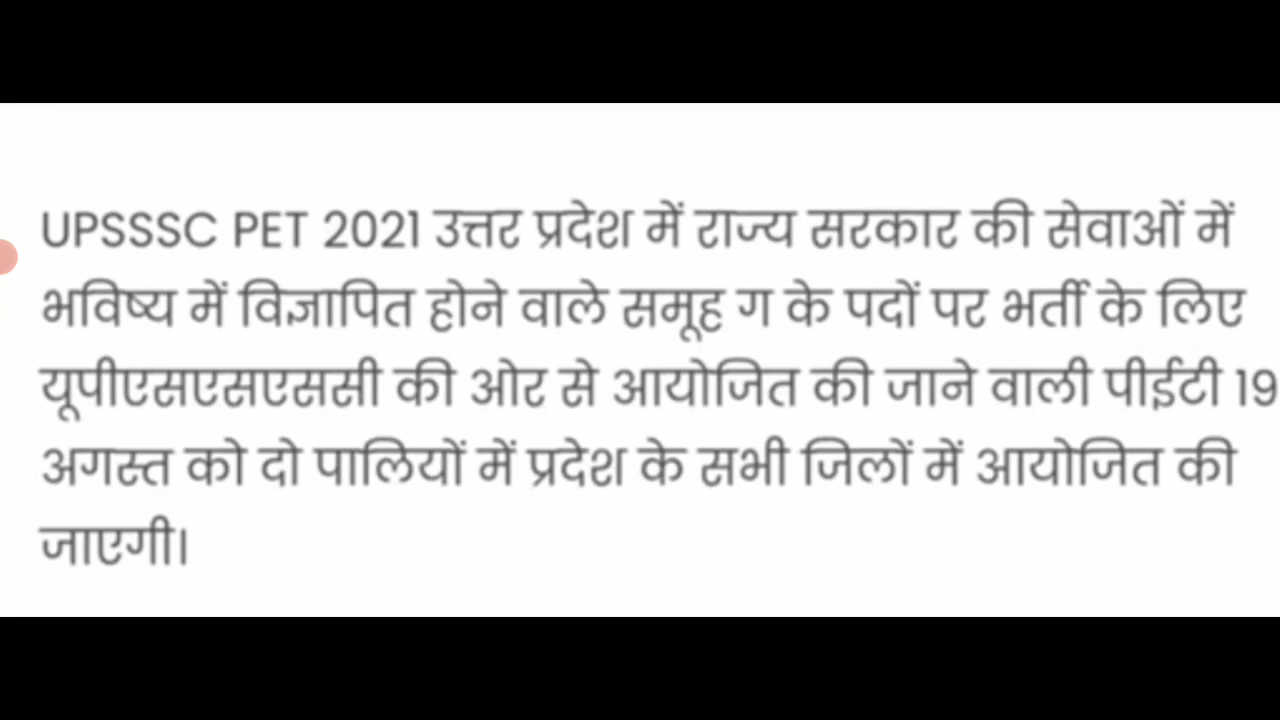 UPSSSC PET 2021 उत्तर प्रदेश में राज्य सरकार की सेवाओं में
भविष्य में विज्ञापित होने वाले समूह ग के पदों पर भर्ती के लिए
यूपीएसएसएससी की ओर से आयोजित की जाने वाली पीईटी 19
अगस्त को दो पालियों में प्रदेश के सभी जिलों में आयोजित की
जाएगी।